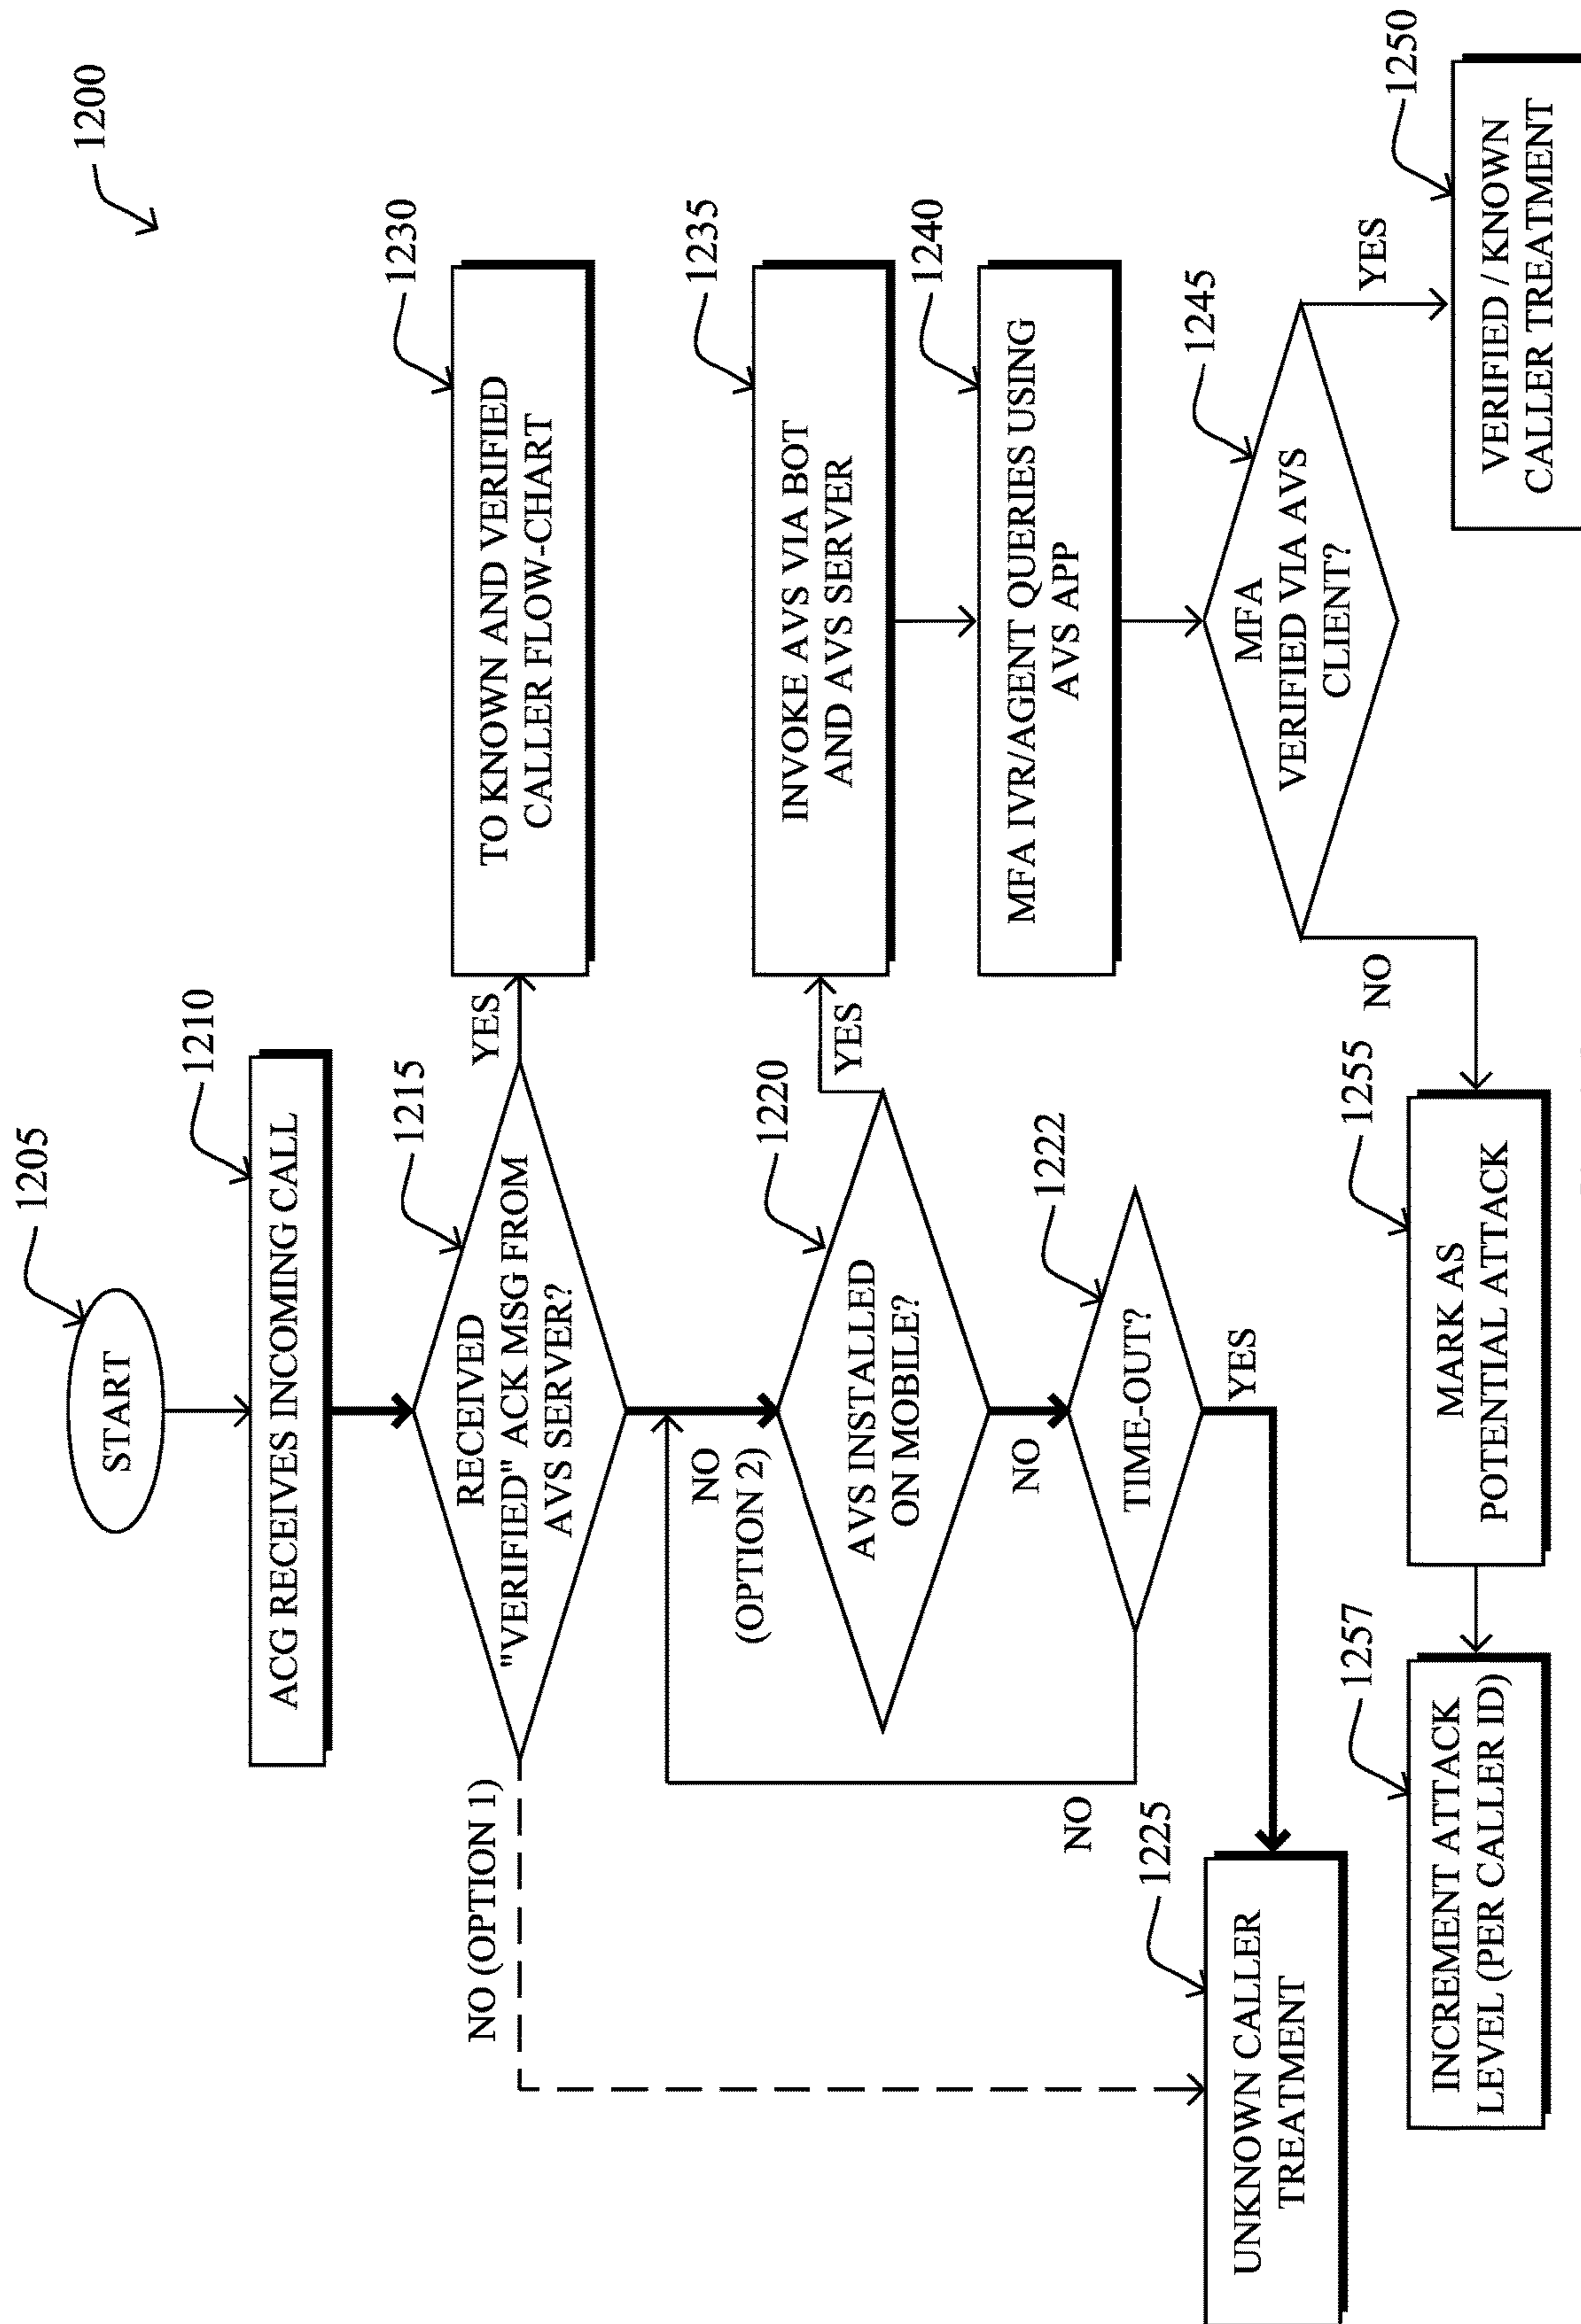 1200
1205
START
1210
ACG RECEIVES INCOMING CALL
1215
RECEIVED
"VERIFIED" ACK MSG FROM
AVS SERVER?
YES
1230
TO KNOWN AND VERIFIED
CALLER FLOW-CHART
NO (OPTION 1)
NO
(OPTION 2)
1220
AVS INSTALLED
ON MOBILE?
YES
1235
INVOKE AVS VIA BOT
AND AVS SERVER
NO
1222
TIME-OUT?
NO
YES
1240
MFA IVR/AGENT QUERIES USING
AVS APP
1225
UNKNOWN CALLER
TREATMENT
1245
MFA
VERIFIED VIA AVS
CLIENT?
YES
1250
VERIFIED / KNOWN
CALLER TREATMENT
NO
1255
MARK AS
POTENTIAL ATTACK
1257
INCREMENT ATTACK
LEVEL (PER CALLER ID)